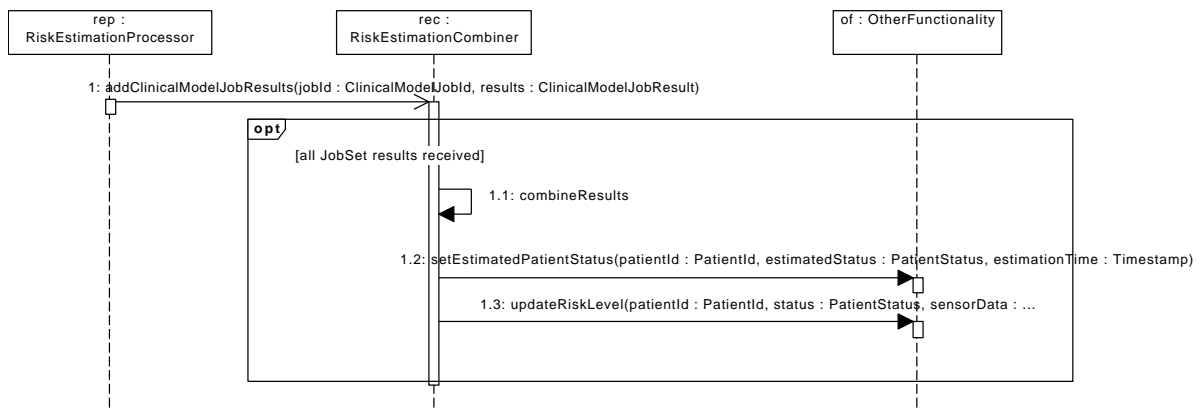 rep :
RiskEstimationProcessor
rec :
RiskEstimationCombiner
of : OtherFunctionality
1: addClinicalModelJobResults(jobId : ClinicalModelJobId, results : ClinicalModelJobResult)
opt
[all JobSet results received]
1.1: combineResults
1.2: setEstimatedPatientStatus(patientId : PatientId, estimatedStatus : PatientStatus, estimationTime : Timestamp)
1.3: updateRiskLevel(patientId : PatientId, status : PatientStatus, sensorData : ...